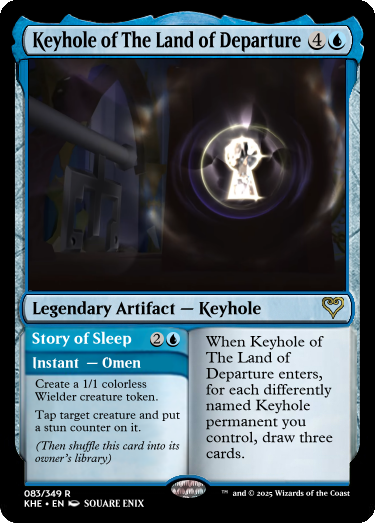 Keyhole of The Land of Departure 4
Legendary Artifact — Keyhole
Story of Sleep 2
Instant — Omen
Create a 1/1 colorless
Wielder creature token.
Tap target creature and put
a stun counter on it.
(Then shuffle this card into its
owner's library)
When Keyhole of
The Land of
Departure enters,
for each differently
named Keyhole
permanent you
control, draw three
cards.
083/349 R
KHE • EN SQUARE ENIX
™ and © 2025 Wizards of the Coast